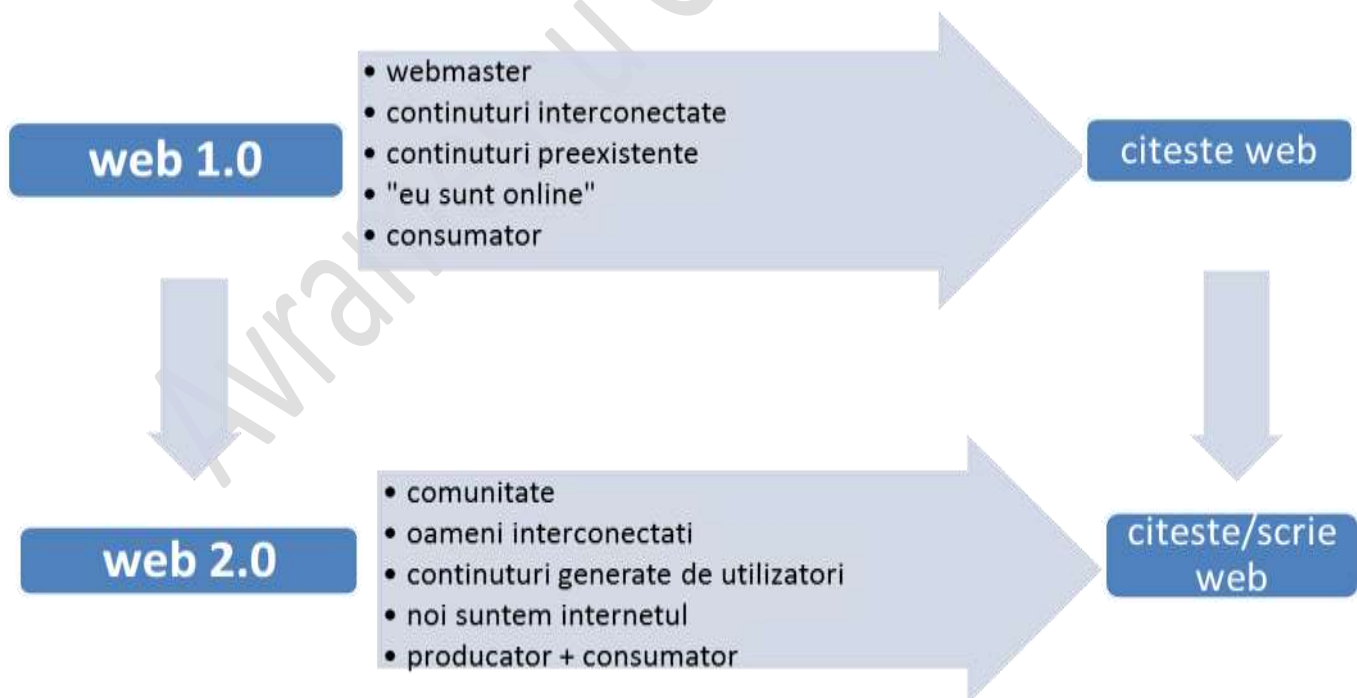 web 1.0
• webmaster
• continuturi interconectate
• continuturi preexistente
• "eu sunt online"
• consumator
citeste web
web 2.0
• comunitate
• oameni interconectati
• continuturi generate de utilizatori
• noi suntem internetul
• producator + consumator
citeste/scrie
web